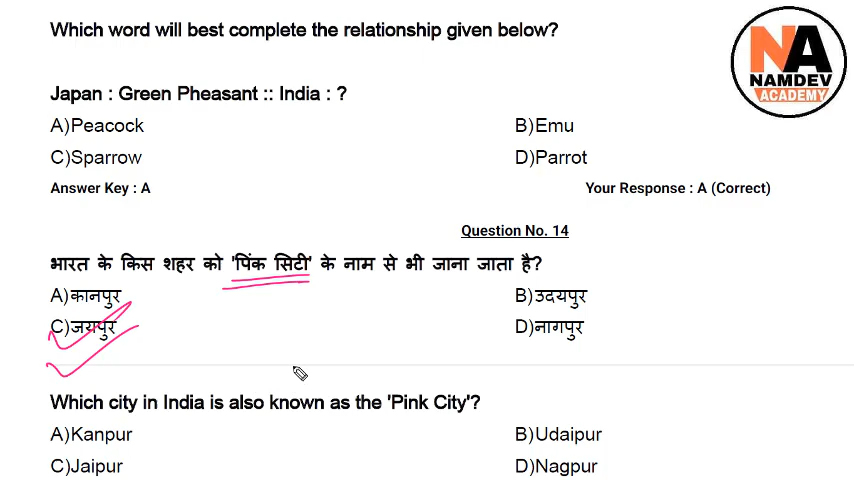 Which word will best complete the relationship given below?
NA
NAMDEV
ACADEMY
Japan : Green Pheasant :: India : ?
A)Peacock B)Emu
C)Sparrow D)Parrot
Answer Key : A Your Response : A (Correct)
Question No. 14
भारत के किस शहर को 'पिंक सिटी' के नाम से भी जाना जाता है?
A)कानपुर B)उदयपुर
C)जयपुर D)नागपुर
Which city in India is also known as the 'Pink City'?
A)Kanpur B)Udaipur
C)Jaipur D)Nagpur